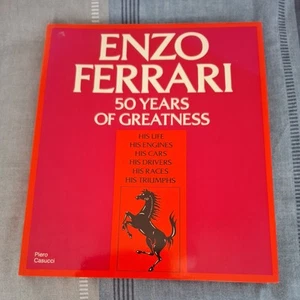 ENZO
FERRARI
50 YEARS
OF GREATNESS
HIS LIFE
HIS ENGINES
HIS CARS
HIS DRIVERS
HIS RACES
HIS TRIUMPHS
Piero
Casucci